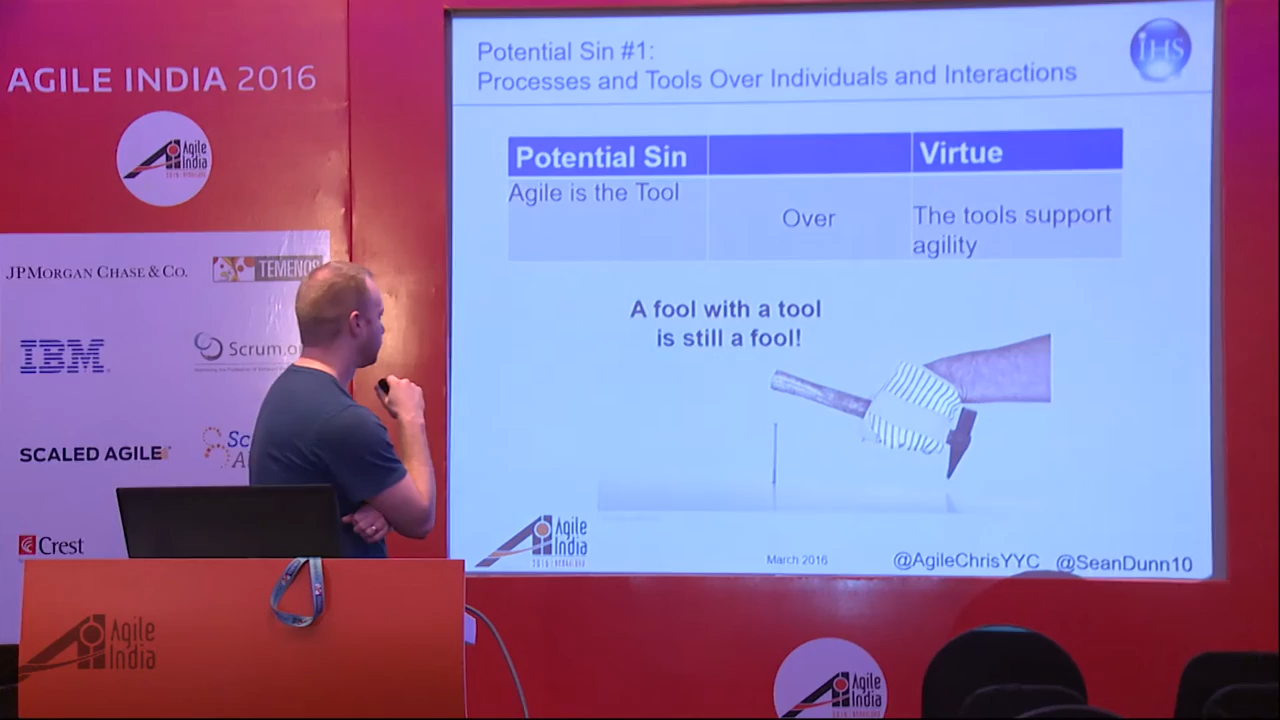 AGILE INDIA 2016
Agile
India
JPMORGAN CHASE & CO.
TEMENOS
IBM
Scrum.o
SCALED AGILE
Sc
A
Crest
Agile
India
Potential Sin #1:
Processes and Tools Over Individuals and Interactions
IHS
Potential Sin
Virtue
Agile is the Tool
Over
The tools support
agility
A fool with a tool
is still a fool!
Agile
India
March 2016
@AgileChrisYYC @SeanDunn10
Agile
India